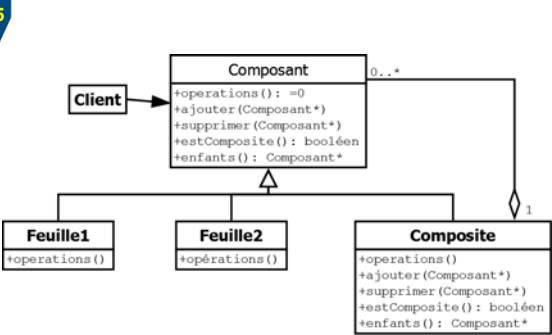 5
Composant
0..*
+operations(): =0
+ajouter(Composant*)
+supprimer(Composant*)
+estComposite(): booléen
+enfants(): Composant*
Client
1
Feuille1
+operations()
Feuille2
+opérations()
Composite
+operations()
+ajouter(Composant*)
+supprimer(Composant*)
+estComposite(): booléen
+enfants(): Composant*